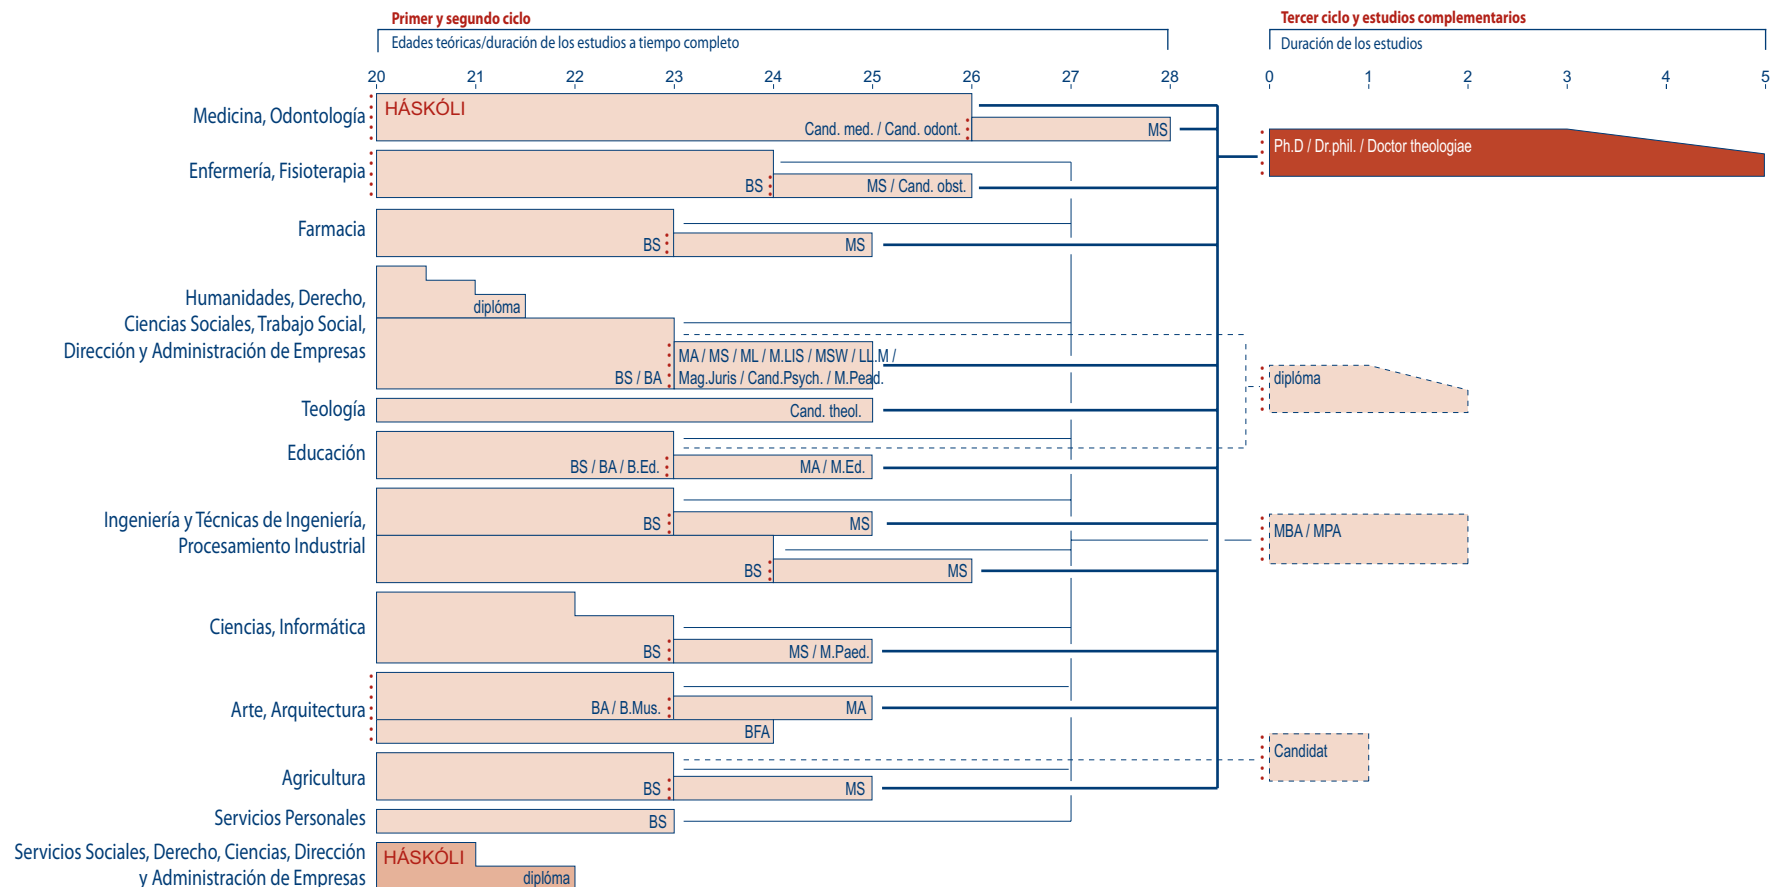 Primer y segundo ciclo
Edades teóricas/duración de los estudios a tiempo completo
20 21 22 23 24 25 26 27 28
Tercer ciclo y estudios complementarios
Duración de los estudios
0 1 2 3 4 5
Medicina, Odontología
HÁSKÓLI
Cand. med. / Cand. odont.
MS
Ph.D / Dr.phil. / Doctor theologiae
Enfermería, Fisioterapia
BS
MS / Cand. obst.
Farmacia
BS
MS
Humanidades, Derecho,
Ciencias Sociales, Trabajo Social,
Dirección y Administración de Empresas
diplóma
BS / BA
MA / MS / ML / M.LIS / MSW / LL.M /
Mag.Juris / Cand.Psych. / M.Pead.
diplóma
Teología
Cand. theol.
Educación
BS / BA / B.Ed.
MA / M.Ed.
Ingeniería y Técnicas de Ingeniería,
Procesamiento Industrial
BS
MS
BS
MS
MBA / MPA
Ciencias, Informática
BS
MS / M.Paed.
Arte, Arquitectura
BA / B.Mus.
MA
BFA
Agricultura
BS
MS
Candidat
Servicios Personales
BS
Servicios Sociales, Derecho, Ciencias, Dirección
y Administración de Empresas
HÁSKÓLI
diplóma